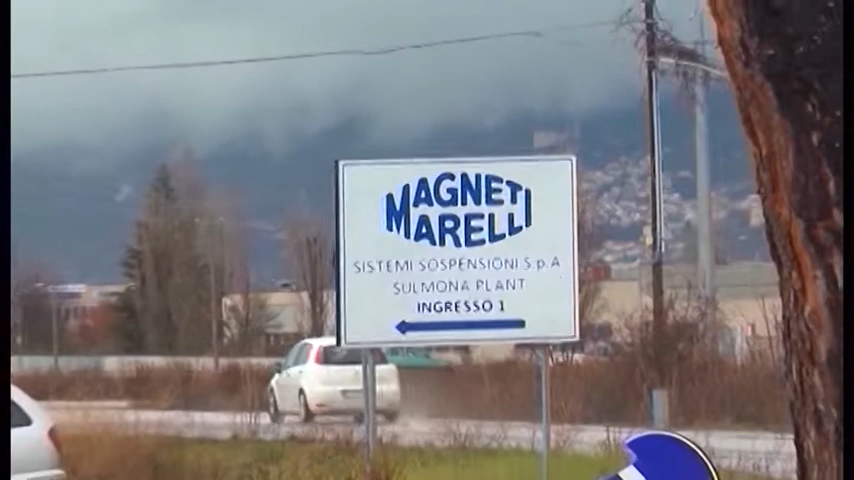 MAGNETI
MARELLI
SISTEMI SOSPENSIONI S.p.A
SULMONA PLANT
INGRESSO 1